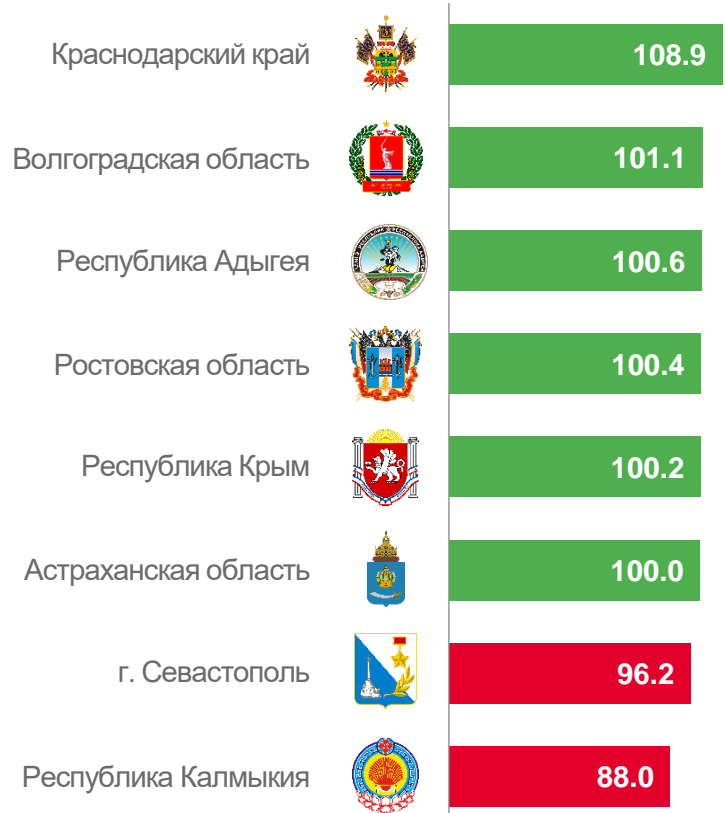 Краснодарский край 108.9
Волгоградская область 101.1
Республика Адыгея 100.6
Ростовская область 100.4
Республика Крым 100.2
Астраханская область 100.0
г. Севастополь 96.2
Республика Калмыкия 88.0